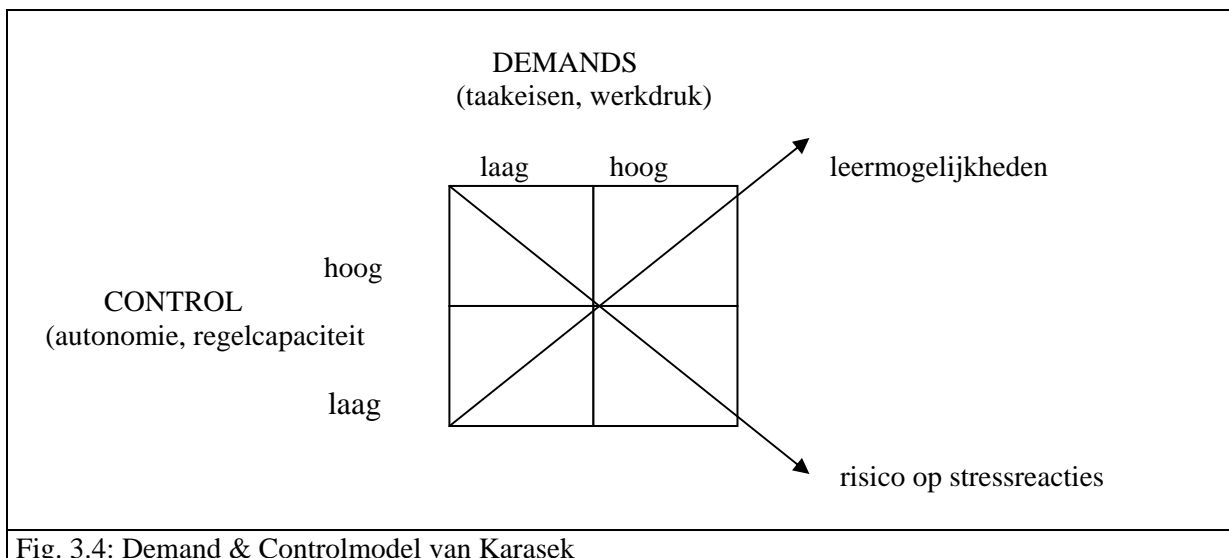 DEMANDS
(taakeisen, werkdruk)
laag hoog
leermogelijkheden
hoog
CONTROL
(autonomie, regelcapaciteit
laag
risico op stressreacties
Fig. 3.4: Demand & Controlmodel van Karasek